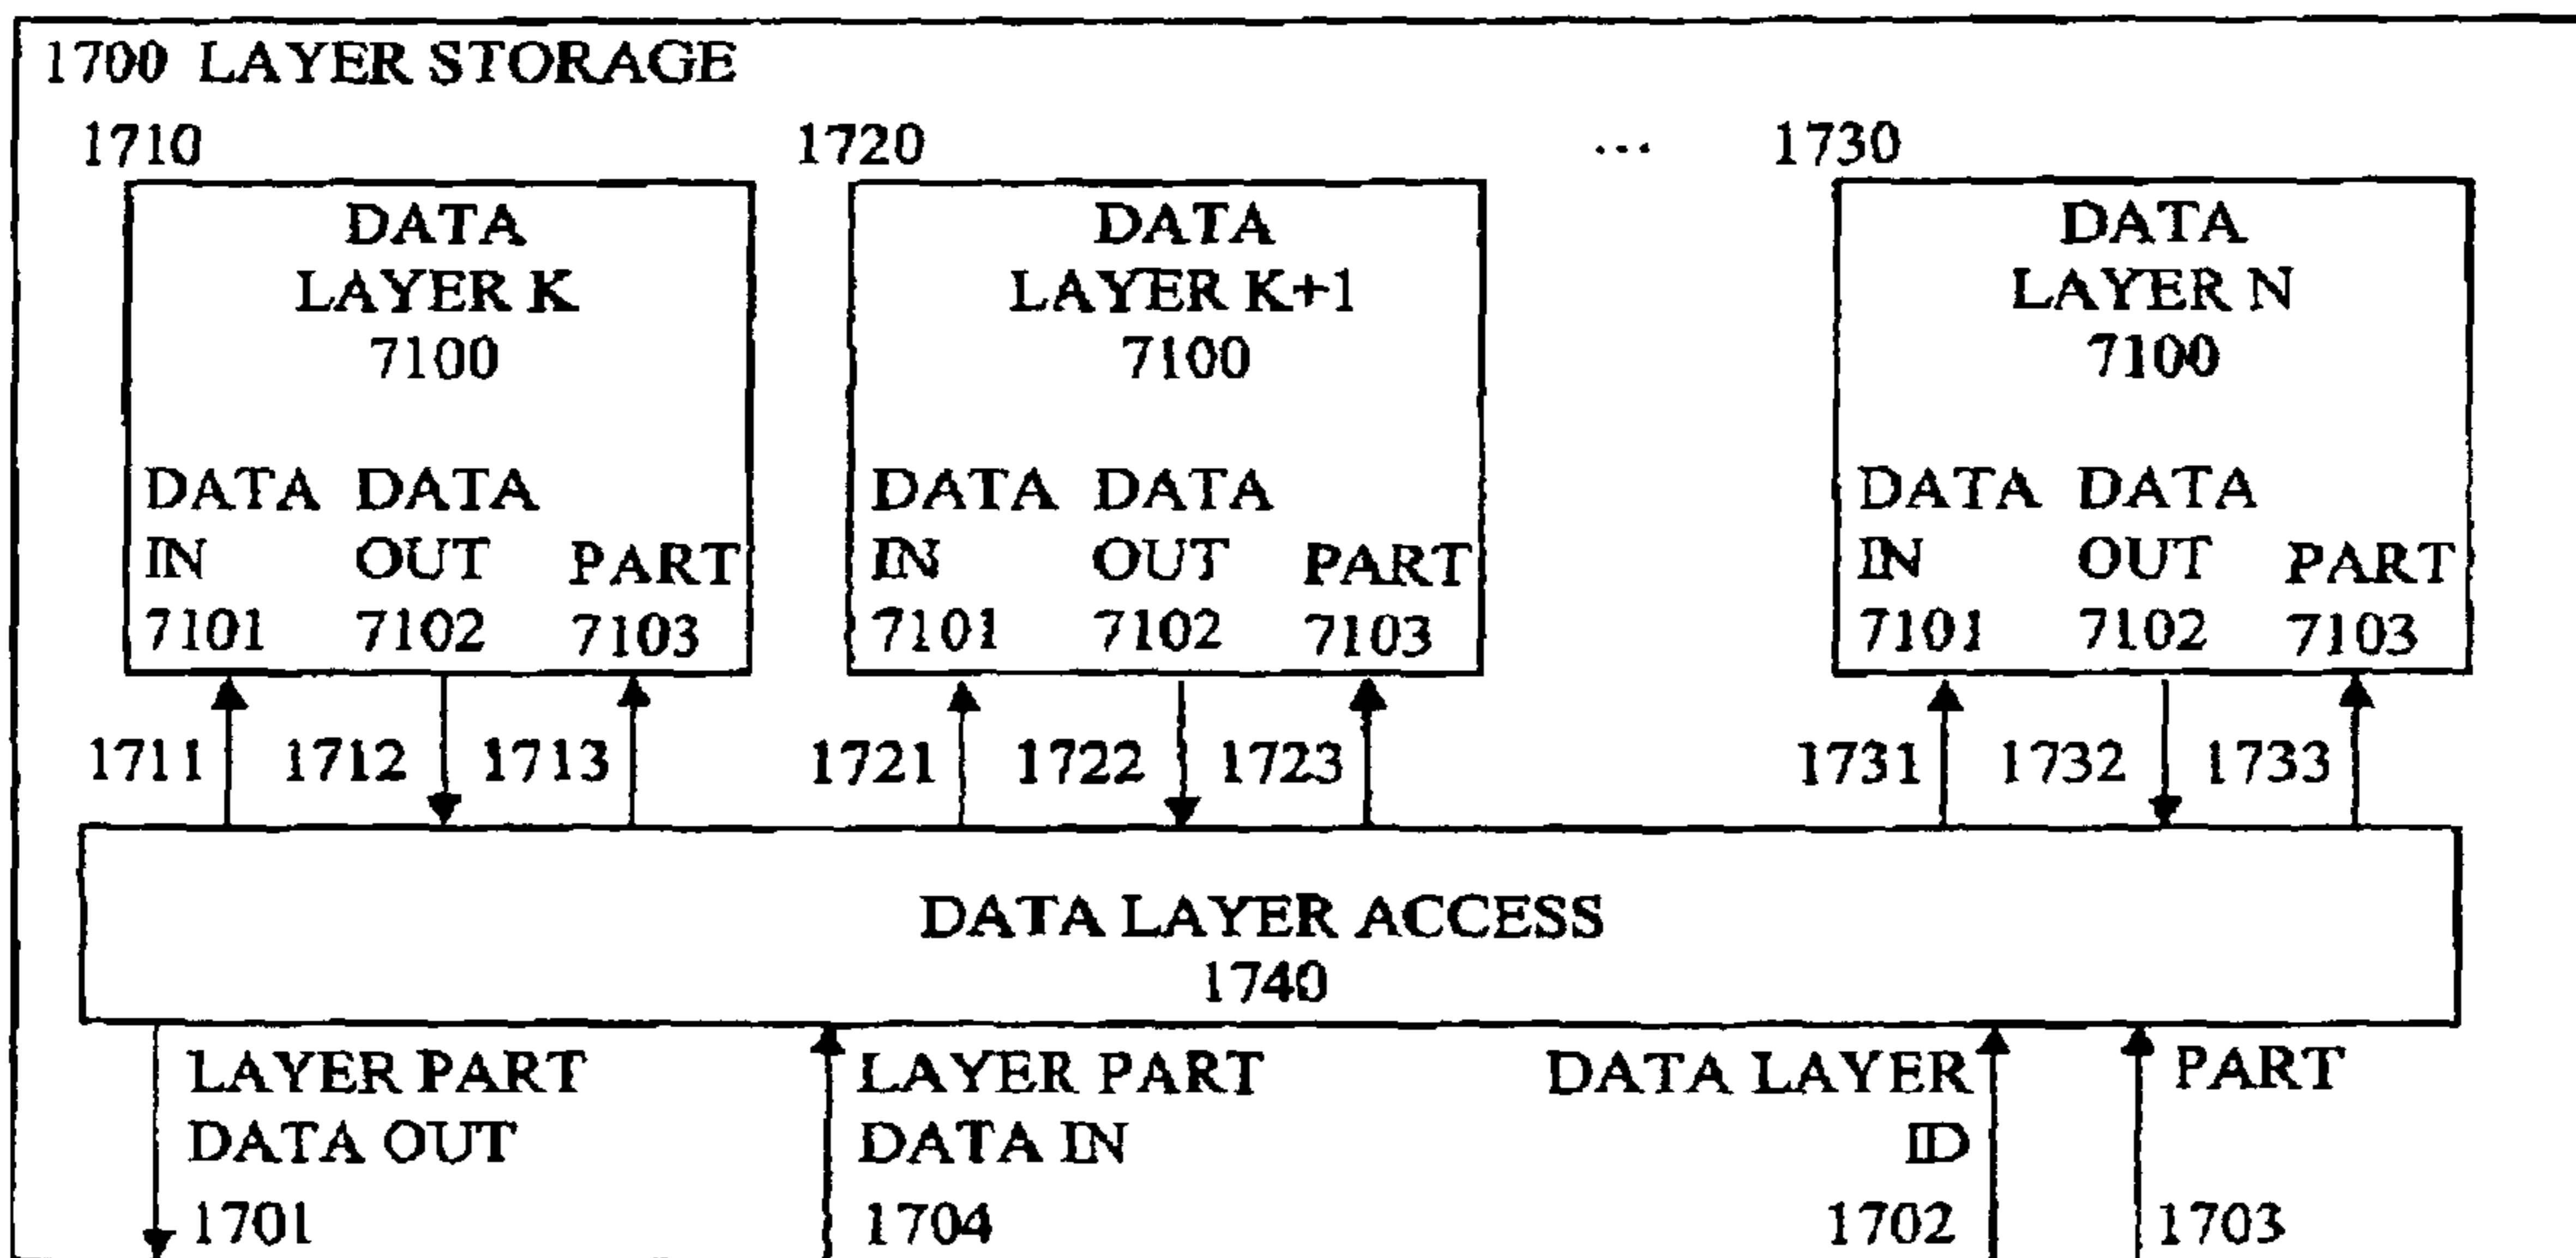 1700 LAYER STORAGE
1710
1720
...
1730
DATA
LAYER K
7100
DATA
IN
7101
DATA
OUT
7102
PART
7103
DATA
LAYER K+1
7100
DATA
IN
7101
DATA
OUT
7102
PART
7103
DATA
LAYER N
7100
DATA
IN
7101
DATA
OUT
7102
PART
7103
1711
1712
1713
1721
1722
1723
1731
1732
1733
DATA LAYER ACCESS
1740
LAYER PART
DATA OUT
1701
LAYER PART
DATA IN
1704
DATA LAYER
ID
1702
PART
1703